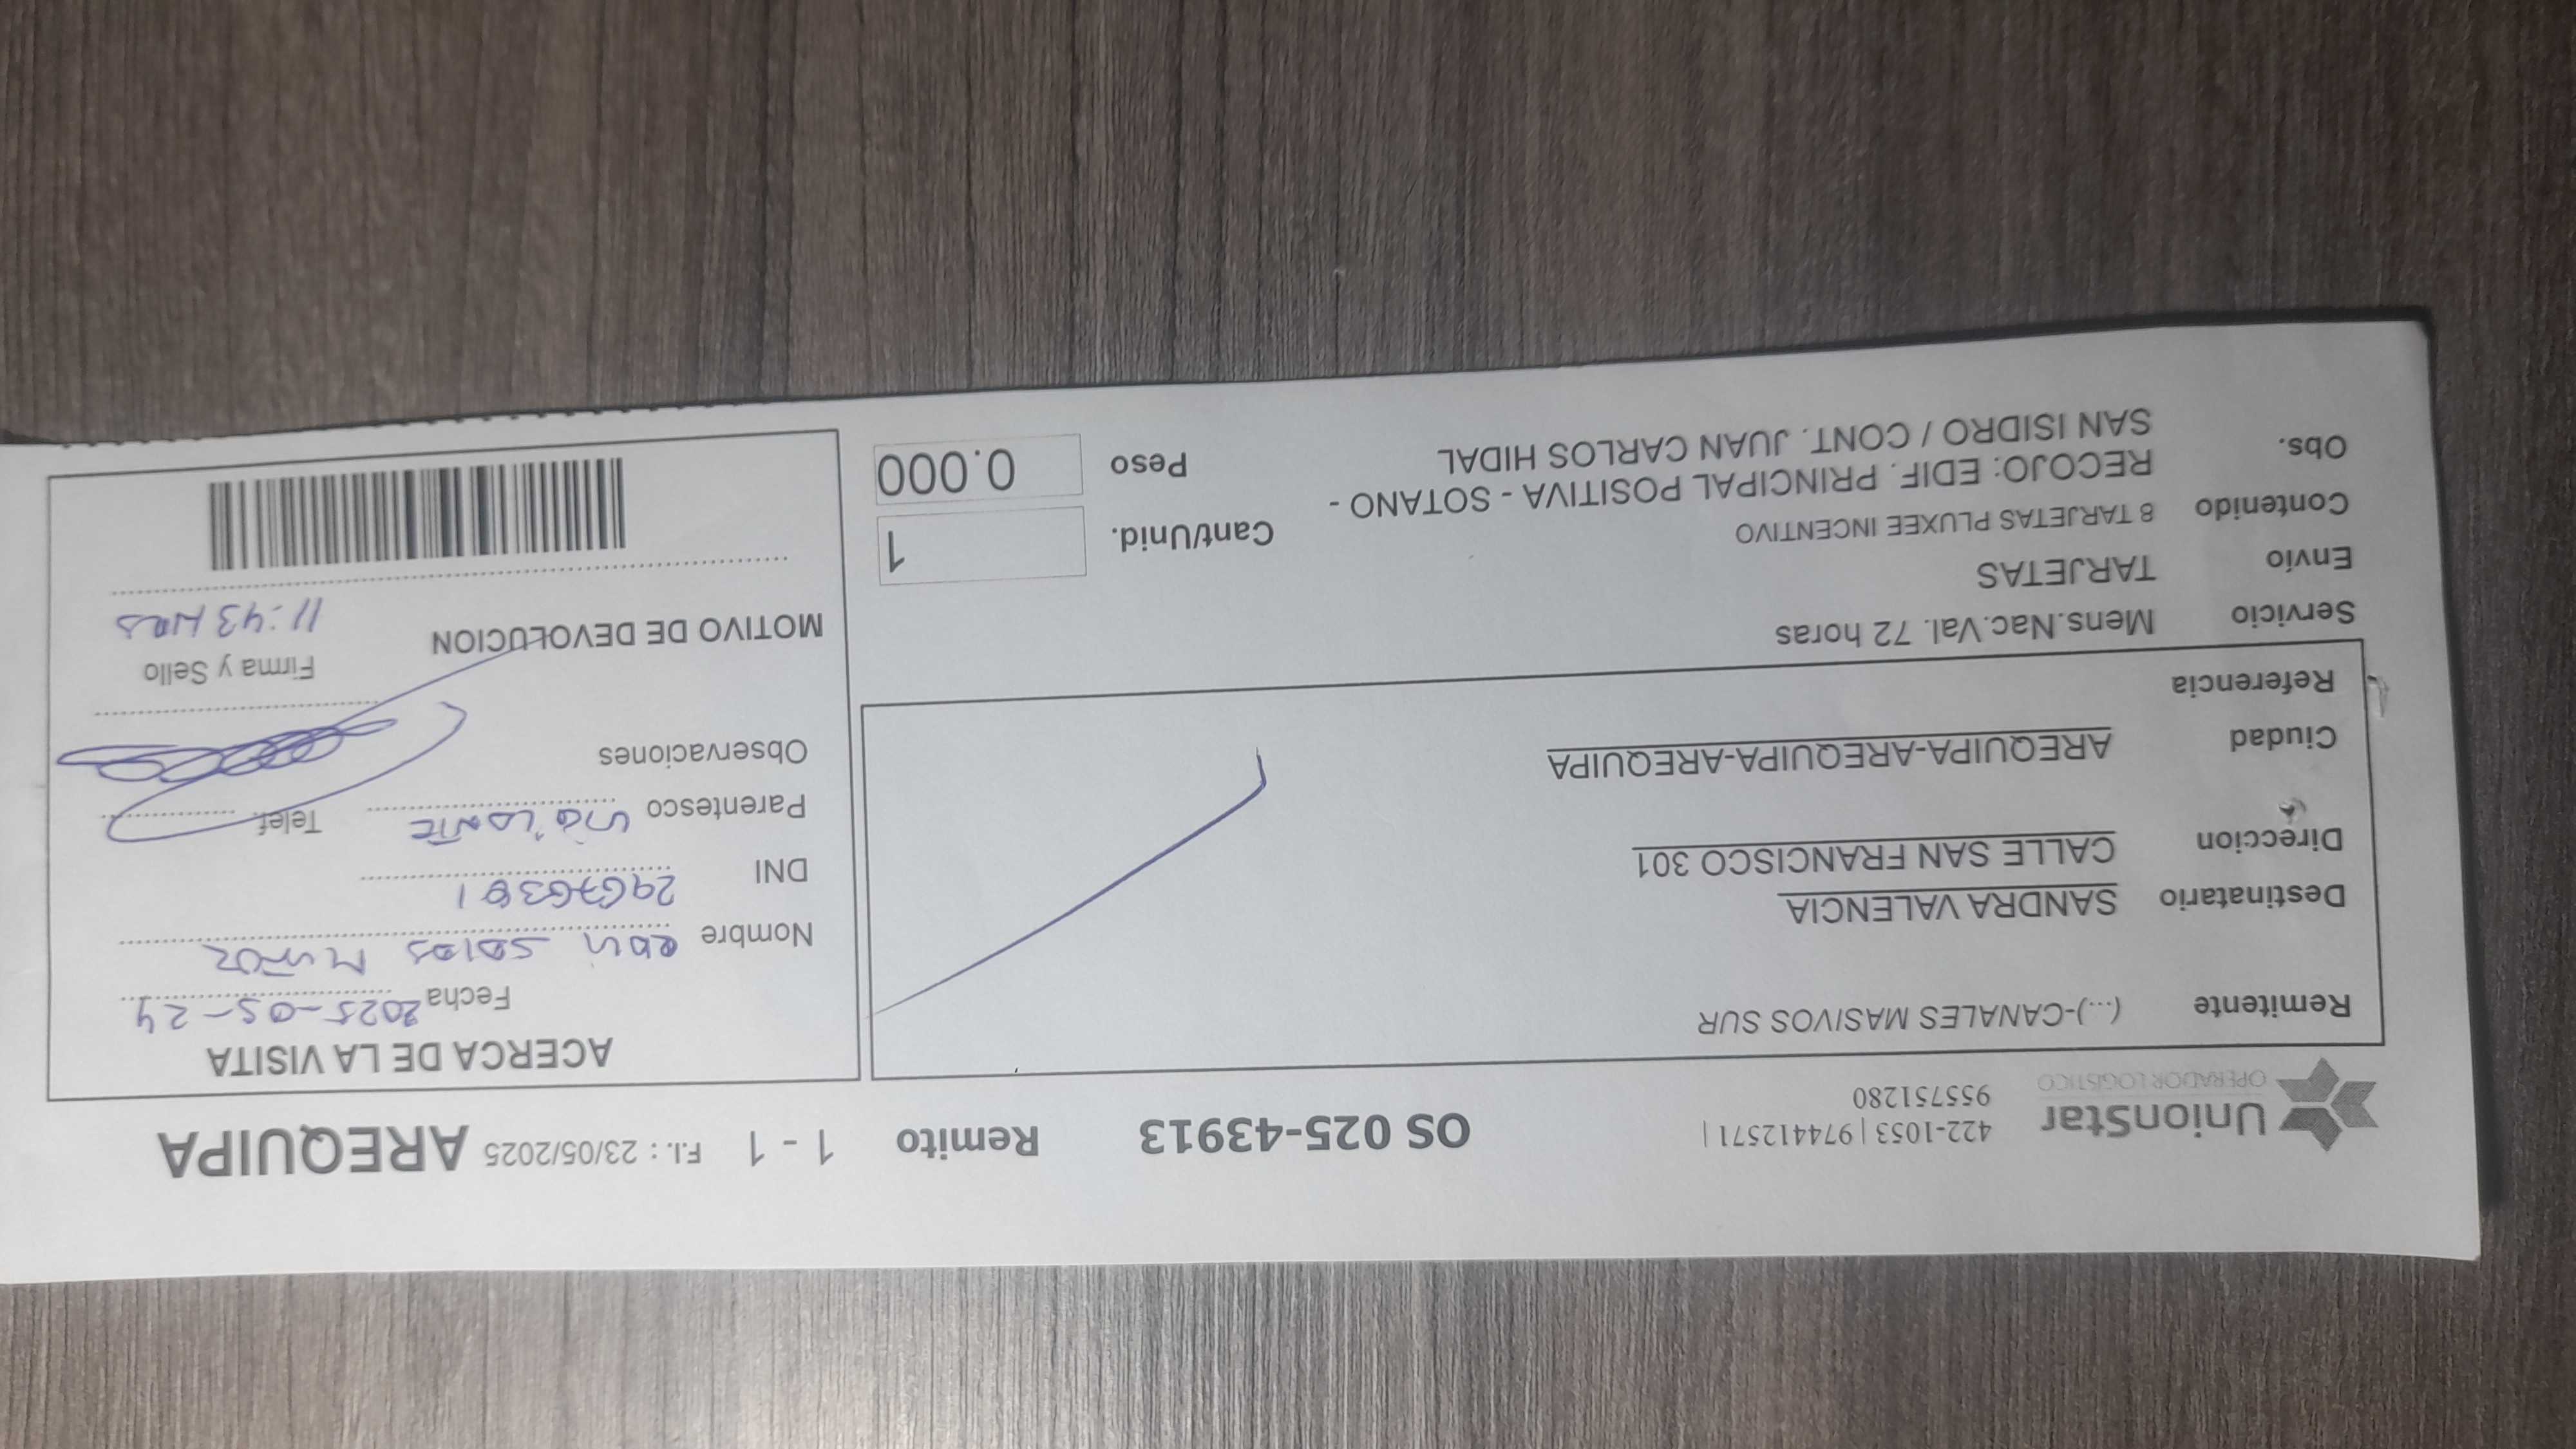 UnionStar
OPERADOR LOGISTICO
422-1053 | 974412571 |
955751280
OS 025-43913 Remito 1 - 1 F.I. : 23/05/2025 AREQUIPA
Remitente (...)-CANALES MASIVOS SUR
Destinatario SANDRA VALENCIA
Direccion CALLE SAN FRANCISCO 301
Ciudad AREQUIPA-AREQUIPA-AREQUIPA
Referencia
Servicio Mens.Nac.Val. 72 horas
Envío TARJETAS
Contenido 8 TARJETAS PLUXEE INCENTIVO
Obs. RECOJO: EDIF. PRINCIPAL POSITIVA - SOTANO -
SAN ISIDRO / CONT. JUAN CARLOS HIDAL
Cant/Unid. 1
Peso 0.000
ACERCA DE LA VISITA
Fecha 2025-05-24
Nombre MUÑOZ
DNI
Parentesco Telef.
Observaciones
Firma y Sello
MOTIVO DE DEVOLUCION 11:43 HRS